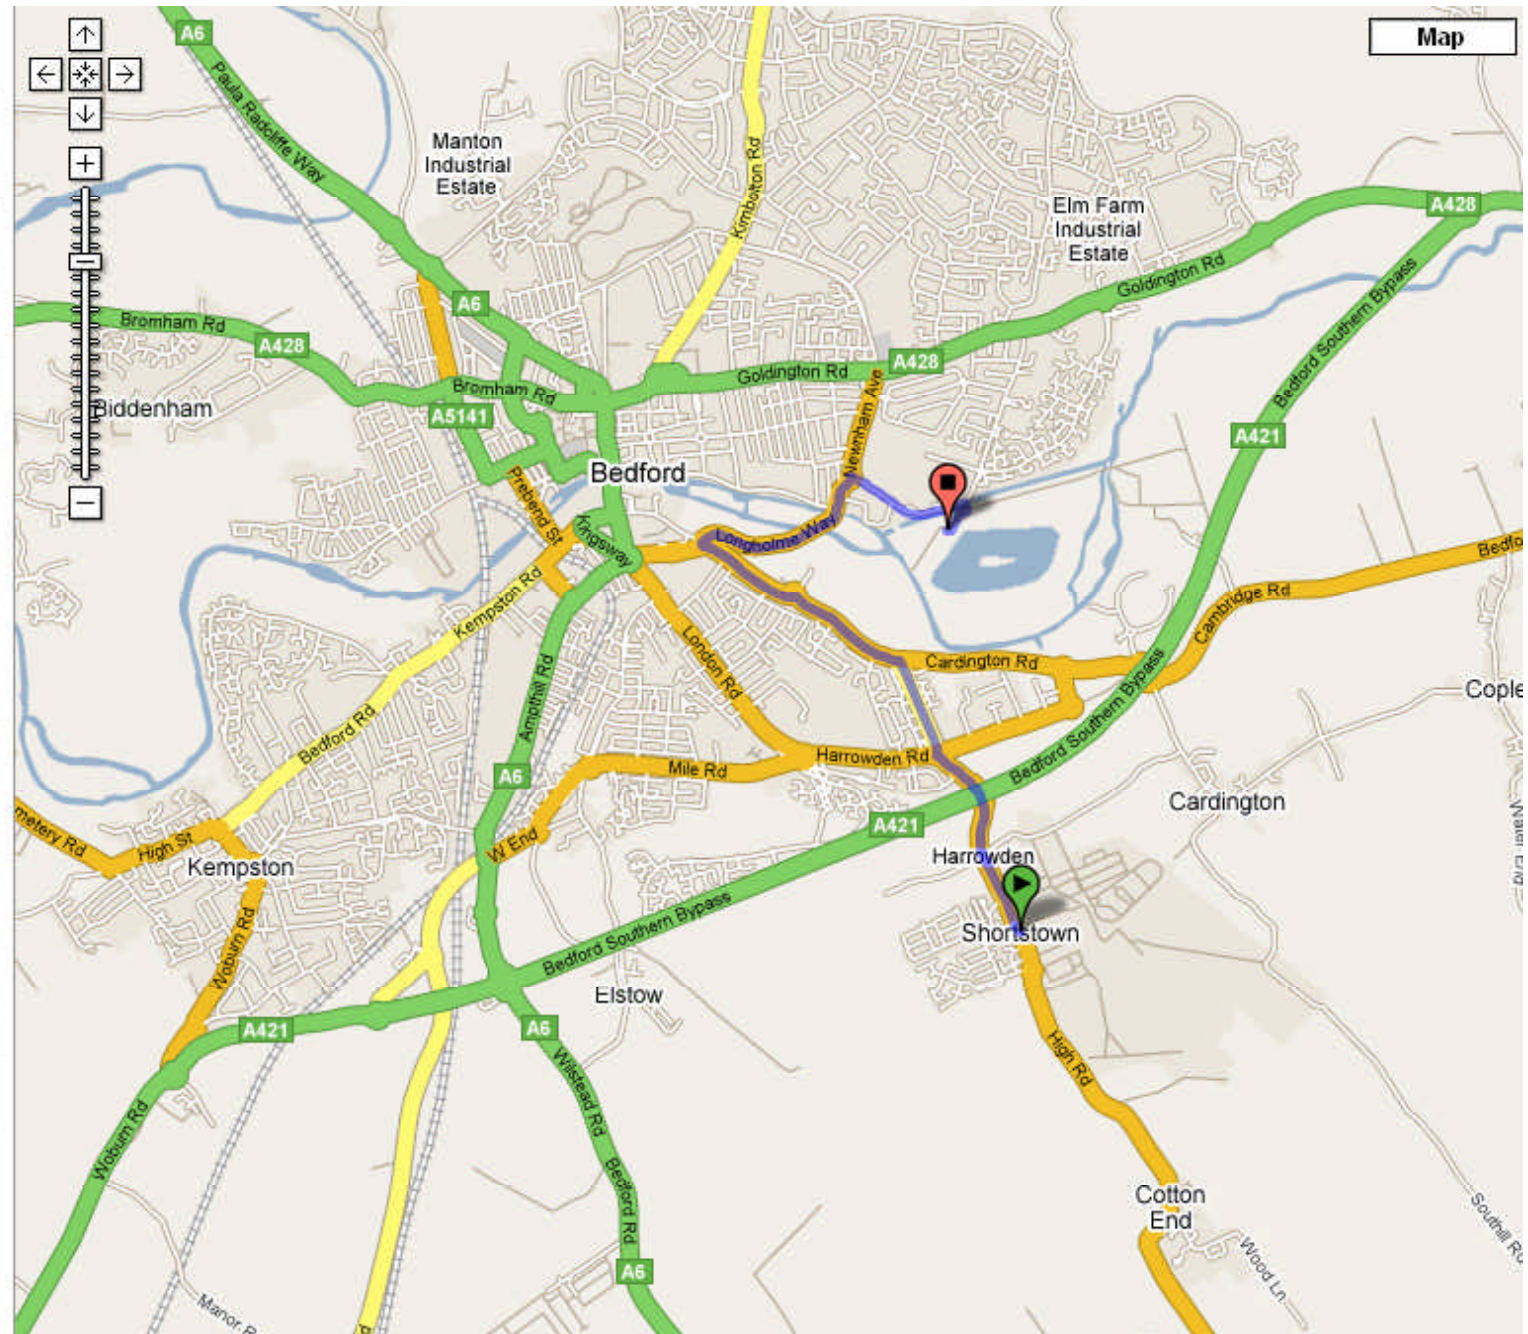 Map
A6
Paula Radcliffe Way
Manton
Industrial
Estate
Kimbolton Rd
Elm Farm
Industrial
Estate
A428
Goldington Rd
Bedford Southern Bypass
A6
Bromham Rd
A428
Bromham Rd
Goldington Rd
A428
Biddenham
A5141
Newnham Ave
A421
Bedford
Prebend St
Kingsway
Longholme Way
Kempston Rd
Cambridge Rd
London Rd
Cardington Rd
Ampthill Rd
Bedford Rd
Bedford Southern Bypass
Mile Rd
Harrowden Rd
A6
Cardington
A421
W End
High St
Kempston
Harrowden
Woburn Rd
Bedford Southern Bypass
Shortstown
Elstow
A421
A6
High Rd
Wilstead Rd
Woburn Rd
Bedford Rd
Cotton
End
Southill Rd
Wood Ln
A6